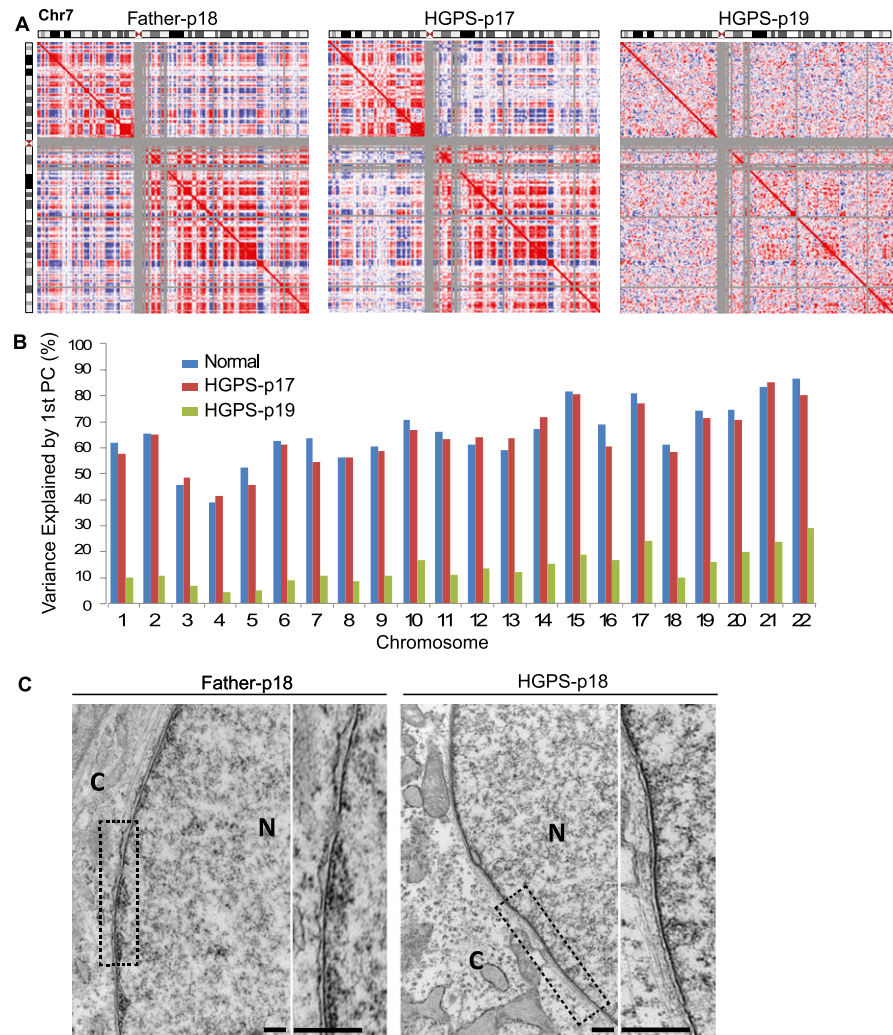 A
Chr7
Father-p18
HGPS-p17
HGPS-p19
B
Variance Explained by 1st PC (%)
100
90
80
70
60
50
40
30
20
10
0
Normal
HGPS-p17
HGPS-p19
1 2 3 4 5 6 7 8 9 10 11 12 13 14 15 16 17 18 19 20 21 22
Chromosome
C
Father-p18
HGPS-p18
C
N
N
C